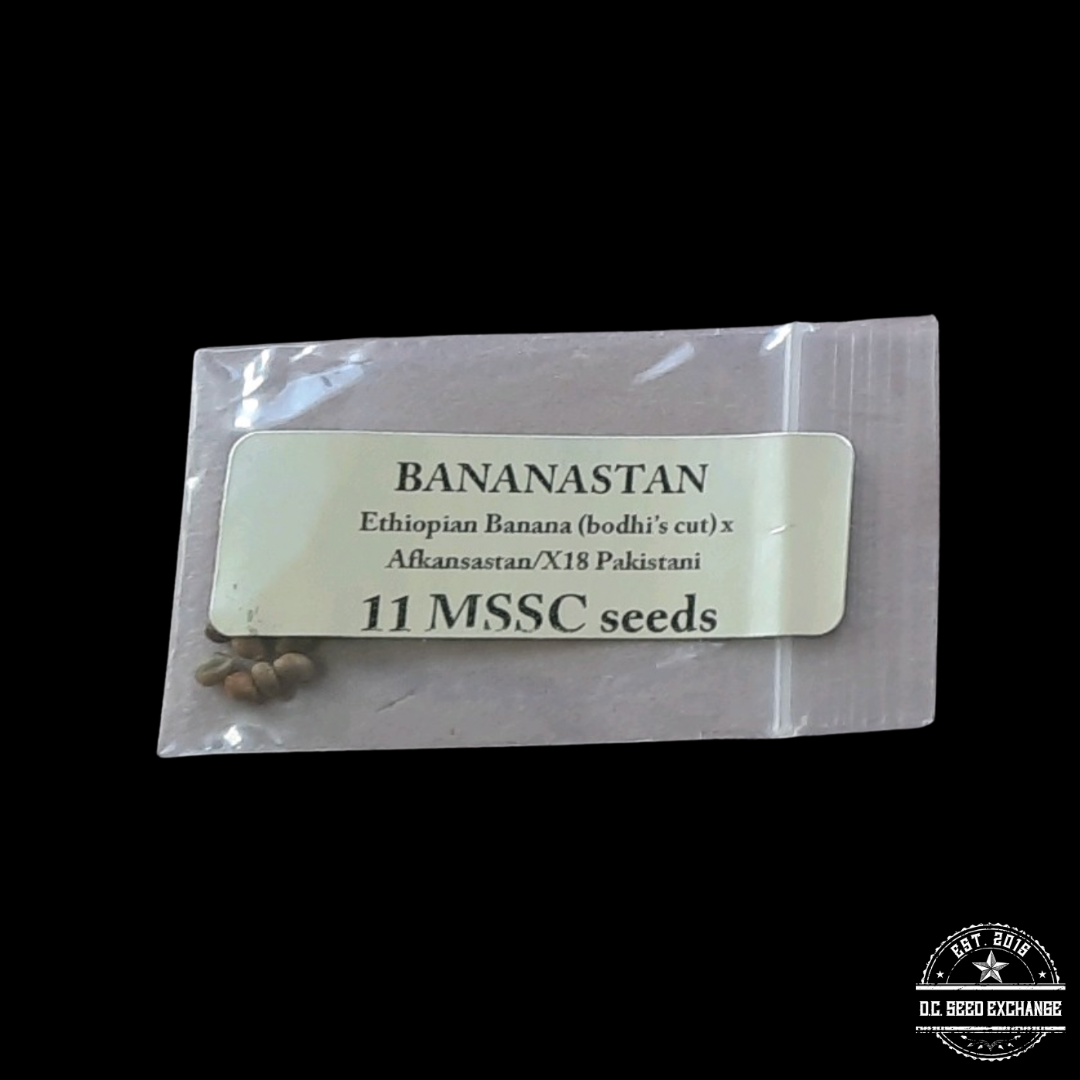 BANANASTAN
Ethiopian Banana (bodhi's cut) x
Afkansastan/X18 Pakistani
11 MSSC seeds
EST. 2018
D.C. SEED EXCHANGE